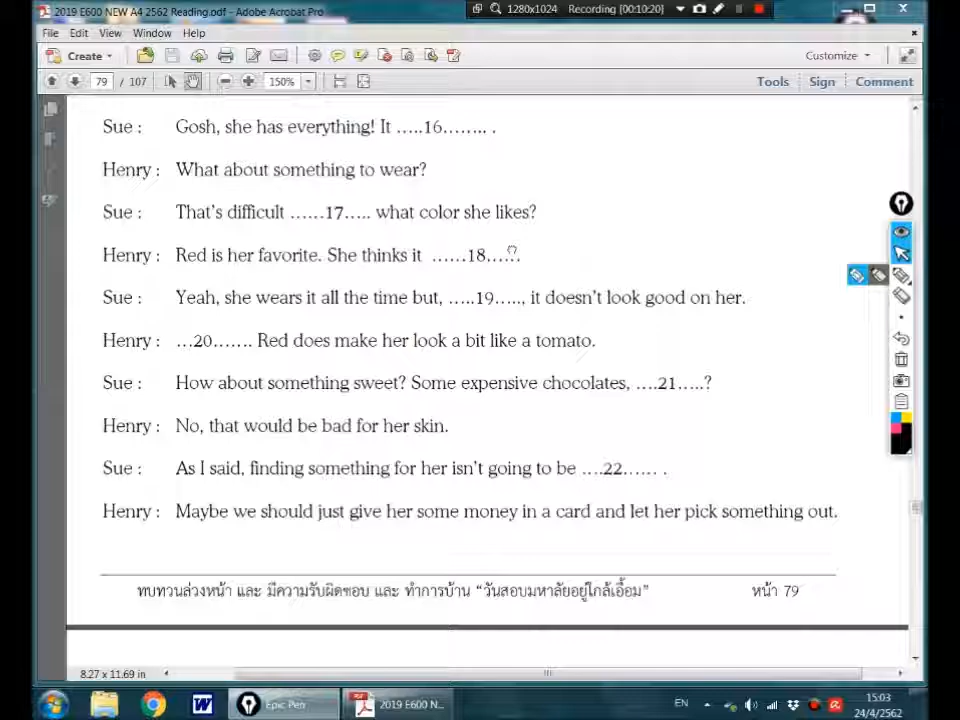 2019 E600 NEW A4 2562 Reading.pdf - Adobe Acrobat Pro
1280x1024 Recording [00:10:20]
File Edit View Window Help
Create Customize
79 / 107 150% Tools Sign Comment
Sue : Gosh, she has everything! It …..16…….. .
Henry : What about something to wear?
Sue : That's difficult ……17….. what color she likes?
Henry : Red is her favorite. She thinks it ……18……
Sue : Yeah, she wears it all the time but, …..19….., it doesn't look good on her.
Henry : …20……. Red does make her look a bit like a tomato.
Sue : How about something sweet? Some expensive chocolates, ….21…..?
Henry : No, that would be bad for her skin.
Sue : As I said, finding something for her isn't going to be ….22…… .
Henry : Maybe we should just give her some money in a card and let her pick something out.
ทบทวนล่วงหน้า และ มีความรับผิดชอบ และ ทำการบ้าน "วันสอบมหาลัยอยู่ใกล้เอื้อม" หน้า 79
8.27 x 11.69 in
Epic Pen 2019 E600 N... EN 15:03
24/4/2562